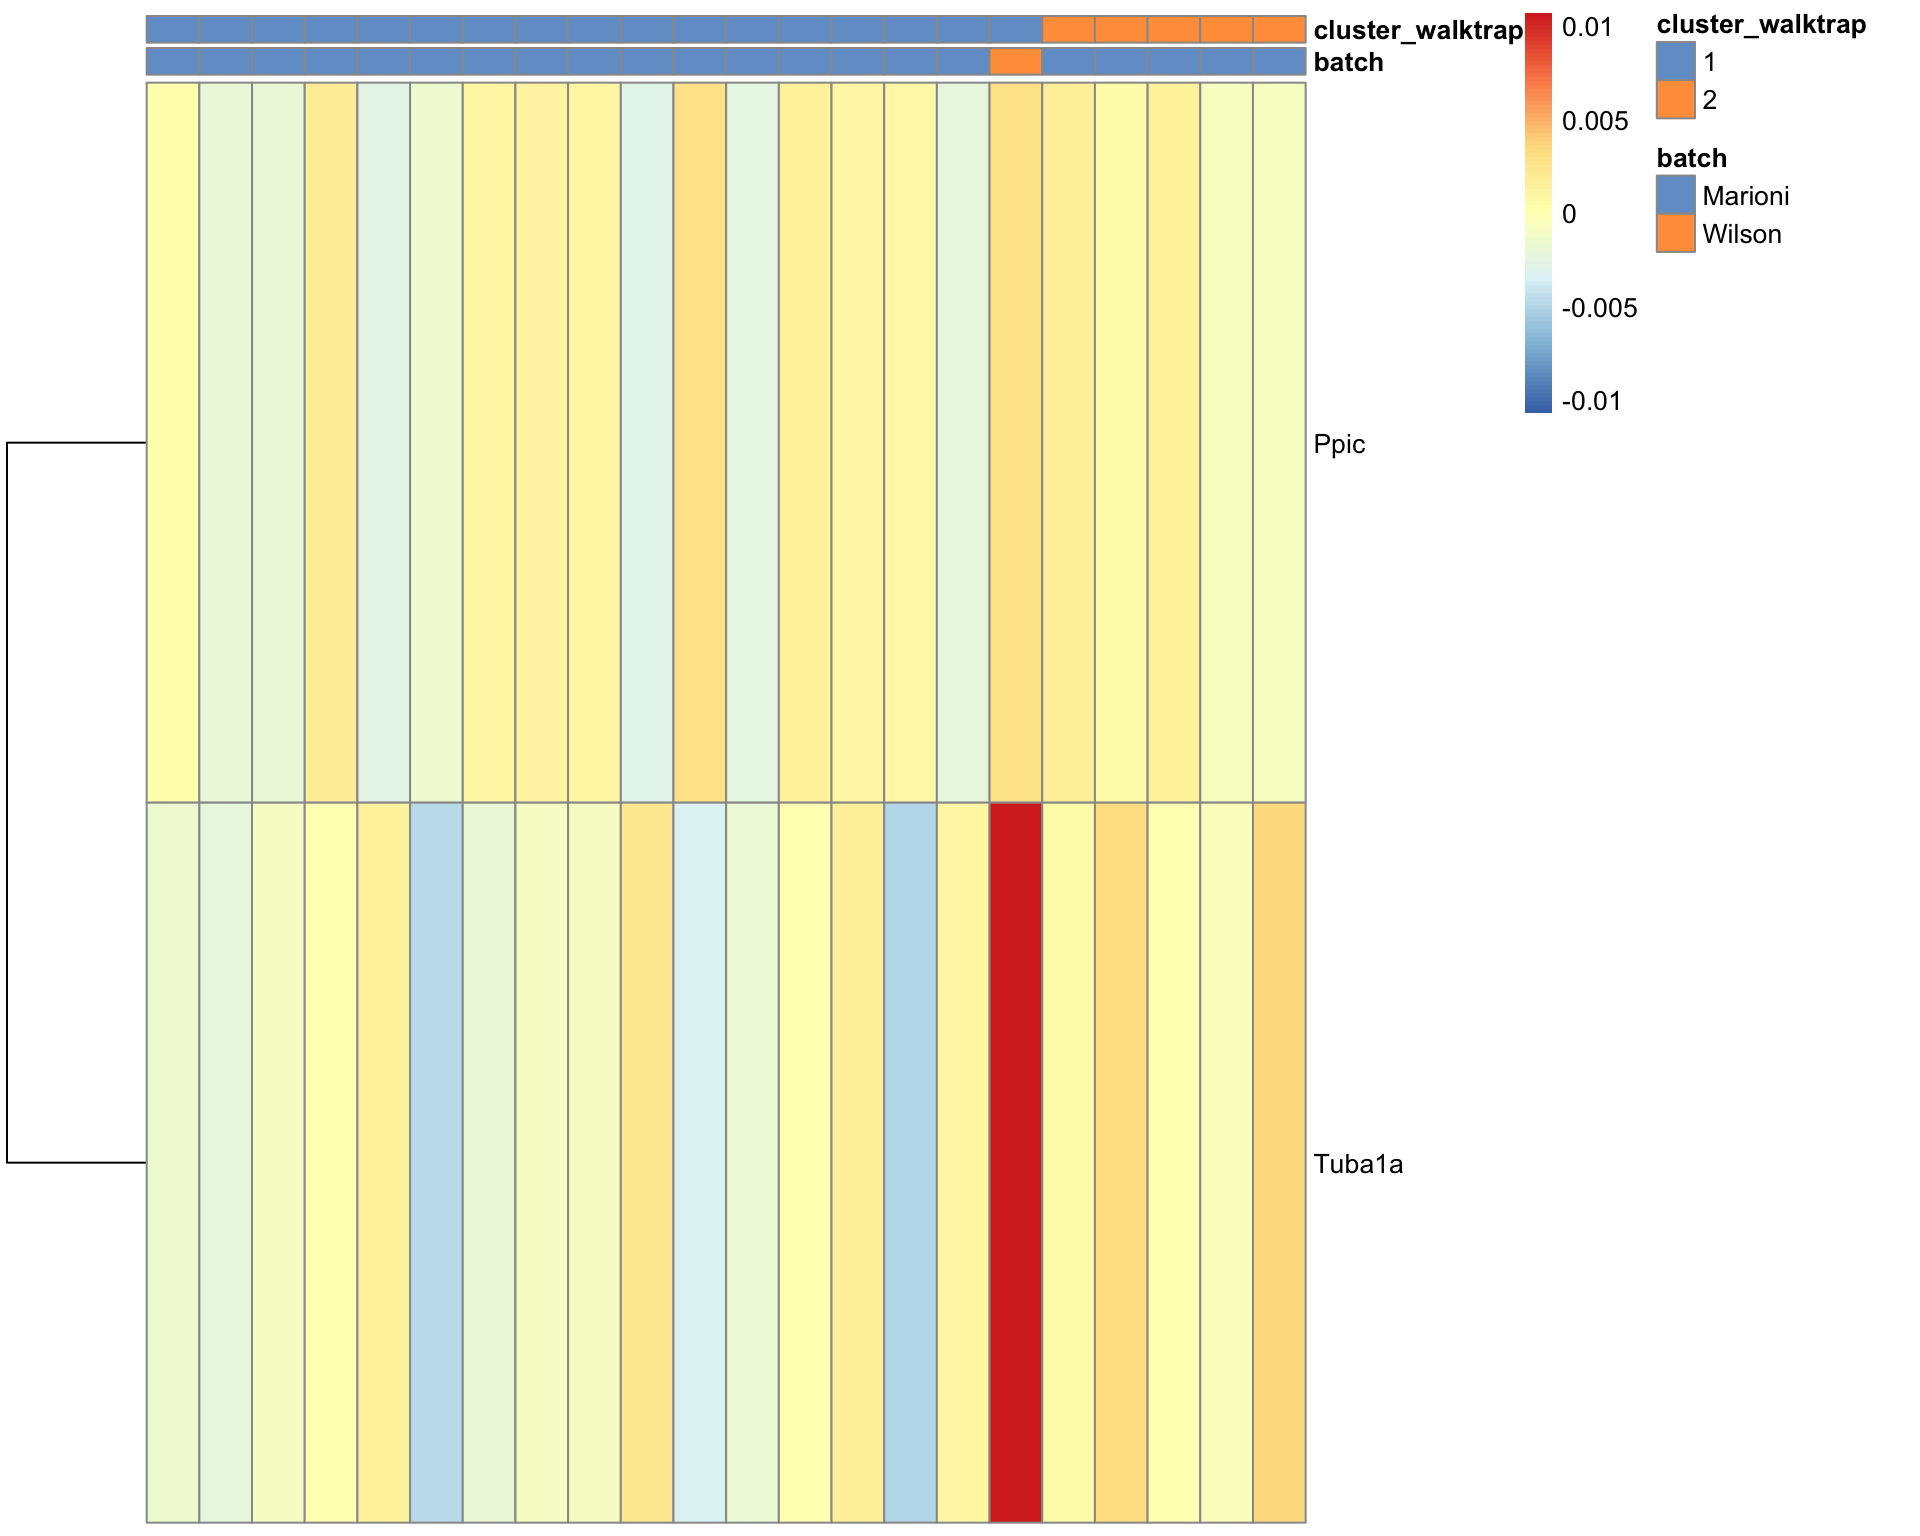 cluster_walktrap
batch
0.01
0.005
0
-0.005
-0.01
cluster_walktrap
1
2
batch
Marioni
Wilson
Ppic
Tuba1a